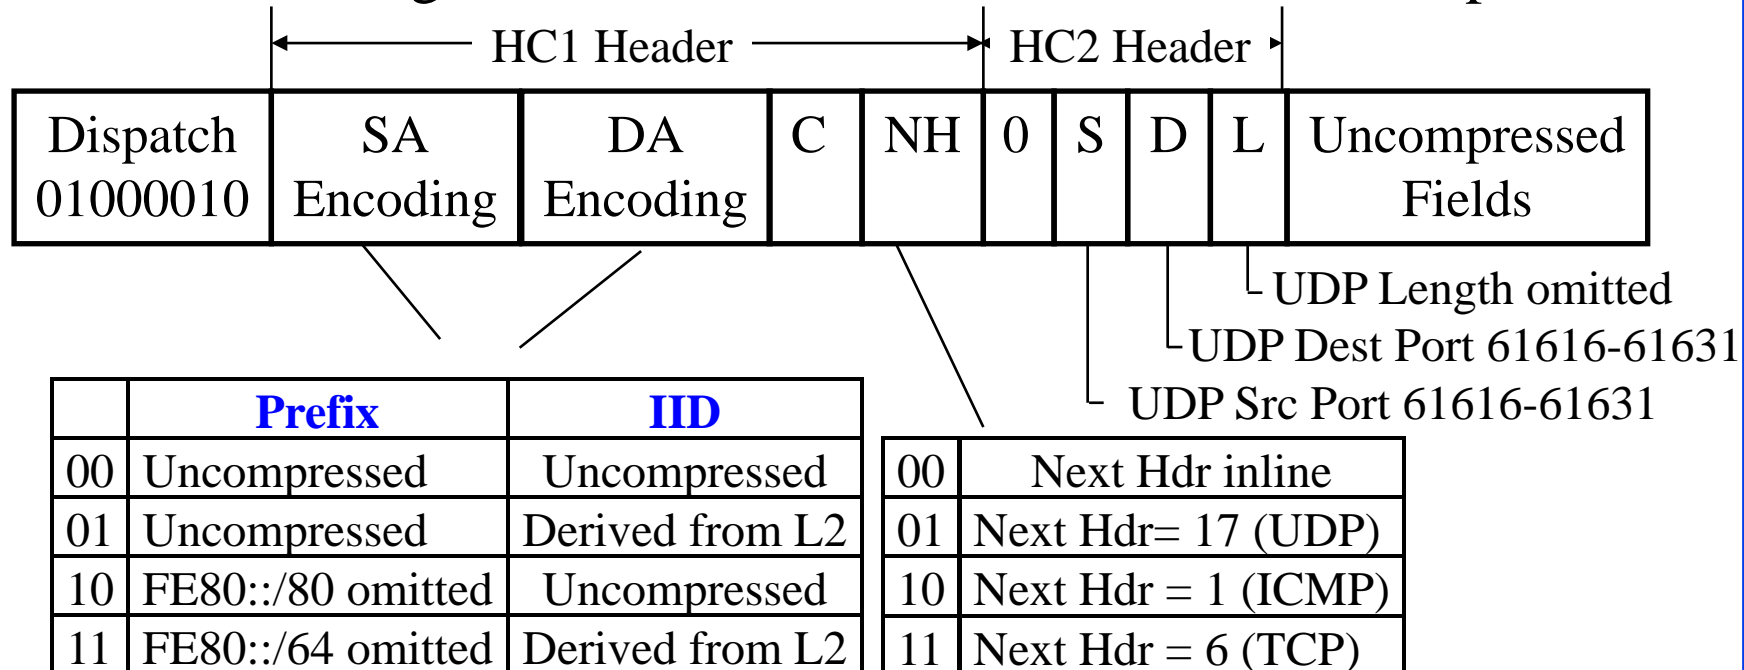 HC1 Header HC2 Header
Dispatch 01000010
SA Encoding
DA Encoding
C
NH
0
S
D
L
Uncompressed Fields
UDP Length omitted
UDP Dest Port 61616-61631
UDP Src Port 61616-61631
Prefix IID
00 Uncompressed Uncompressed
01 Uncompressed Derived from L2
10 FE80::/80 omitted Uncompressed
11 FE80::/64 omitted Derived from L2
00 Next Hdr inline
01 Next Hdr= 17 (UDP)
10 Next Hdr = 1 (ICMP)
11 Next Hdr = 6 (TCP)